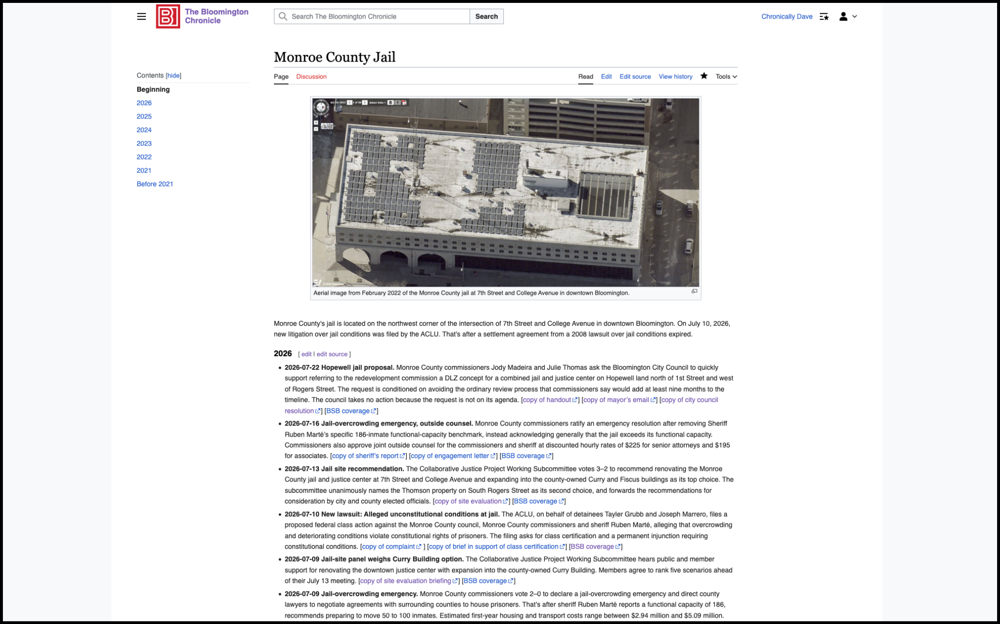 The Bloomington
Chronicle
Search The Bloomington Chronicle
Search
Chronically Dave
Monroe County Jail
Contents [hide]
Beginning
2026
2025
2024
2023
2022
2021
Before 2021
Page Discussion
Read Edit Edit source View history Tools
1 of 50 Select Date
Aerial image from February 2022 of the Monroe County jail at 7th Street and College Avenue in downtown Bloomington.
Monroe County's jail is located on the northwest corner of the intersection of 7th Street and College Avenue in downtown Bloomington. On July 10, 2026,
new litigation over jail conditions was filed by the ACLU. That's after a settlement agreement from a 2008 lawsuit over jail conditions expired.
2026 [ edit | edit source ]
• 2026-07-22 Hopewell jail proposal. Monroe County commissioners Jody Madeira and Julie Thomas ask the Bloomington City Council to quickly
support referring to the redevelopment commission a DLZ concept for a combined jail and justice center on Hopewell land north of 1st Street and west
of Rogers Street. The request is conditioned on avoiding the ordinary review process that commissioners say would add at least nine months to the
timeline. The council takes no action because the request is not on its agenda. [copy of handout] [copy of mayor's email] [copy of city council
resolution] [BSB coverage]
• 2026-07-16 Jail-overcrowding emergency, outside counsel. Monroe County commissioners ratify an emergency resolution after removing Sheriff
Ruben Marté's specific 186-inmate functional-capacity benchmark, instead acknowledging generally that the jail exceeds its functional capacity.
Commissioners also approve joint outside counsel for the commissioners and sheriff at discounted hourly rates of $225 for senior attorneys and $195
for associates. [copy of sheriff's report] [copy of engagement letter] [BSB coverage]
• 2026-07-13 Jail site recommendation. The Collaborative Justice Project Working Subcommittee votes 3–2 to recommend renovating the Monroe
County jail and justice center at 7th Street and College Avenue and expanding into the county-owned Curry and Fiscus buildings as its top choice. The
subcommittee unanimously names the Thomson property on South Rogers Street as its second choice, and forwards the recommendations for
consideration by city and county elected officials. [copy of site evaluation] [BSB coverage]
• 2026-07-10 New lawsuit: Alleged unconstitutional conditions at jail. The ACLU, on behalf of detainees Tayler Grubb and Joseph Marrero, files a
proposed federal class action against the Monroe County council, Monroe County commissioners and sheriff Ruben Marté, alleging that overcrowding
and deteriorating conditions violate constitutional rights of prisoners. The filing asks for class certification and a permanent injunction requiring
constitutional conditions. [copy of complaint ] [copy of brief in support of class certification] [BSB coverage]
• 2026-07-09 Jail-site panel weighs Curry Building option. The Collaborative Justice Project Working Subcommittee hears public and member
support for renovating the downtown justice center with expansion into the county-owned Curry Building. Members agree to rank five scenarios ahead
of their July 13 meeting. [copy of site evaluation briefing] [BSB coverage]
• 2026-07-09 Jail-overcrowding emergency. Monroe County commissioners vote 2–0 to declare a jail-overcrowding emergency and direct county
lawyers to negotiate agreements with surrounding counties to house prisoners. That's after sheriff Ruben Marté reports a functional capacity of 186,
recommends preparing to move 50 to 100 inmates. Estimated first-year housing and transport costs range between $2.94 million and $5.09 million.